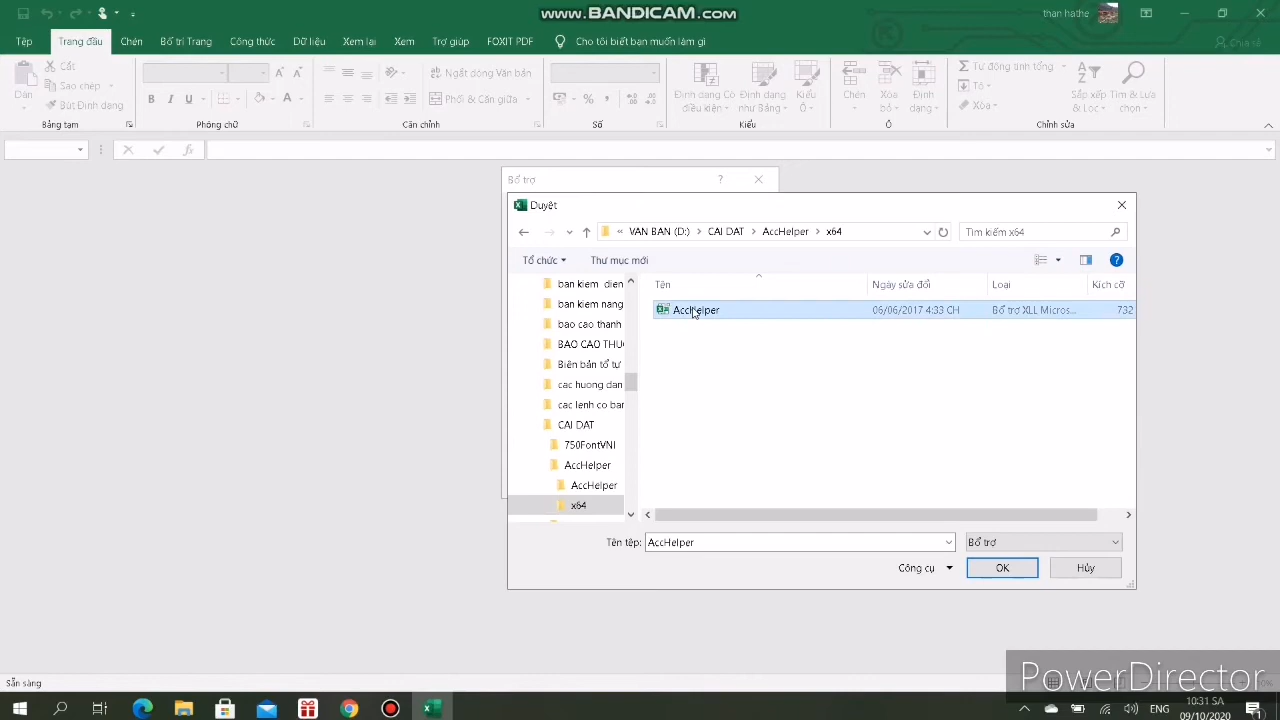 www.BANDICAM.com
than hathe
Tệp Trang đầu Chén Bố trí Trang Công thức Dữ liệu Xem lại Xem Trợ giúp FOXIT PDF Cho tôi biết bạn muốn làm gì Chia sẻ
Dán
Cắt
Sao chép
Bút Định dạng
Bảng tạm
B I U
Phông chữ
Ngắt dòng Văn bản
Phối & Căn giữa
Căn chỉnh
Số
Định dạng Có điều kiện
Định dạng như Bảng
Kiểu Ô
Kiểu
Chèn
Xóa bỏ
Định dạng
Ô
Tự động tính tổng
Tô
Xóa
Sắp xếp & Lọc
Tìm & Lựa chọn
Chỉnh sửa
fx
Bổ trợ ?
Duyệt
« VAN BAN (D:) > CAI DAT > AccHelper > x64
Tìm kiếm x64
Tổ chức Thư mục mới
Tên Ngày sửa đổi Loại Kích cỡ
AccHelper 06/06/2017 4:33 CH Bổ trợ XLL Micros... 732
ban kiem dien
ban kiem nang
bao cao thanh
BAO CAO THU
Biên bản tổ tư
cac huong dan
cac lenh co ban
CAI DAT
750FontVNI
AccHelper
AccHelper
x64
Tên tệp: AccHelper
Bổ trợ
Công cụ OK Hủy
Sẵn sàng
PowerDirector
ENG
10:31 SA
09/10/2020